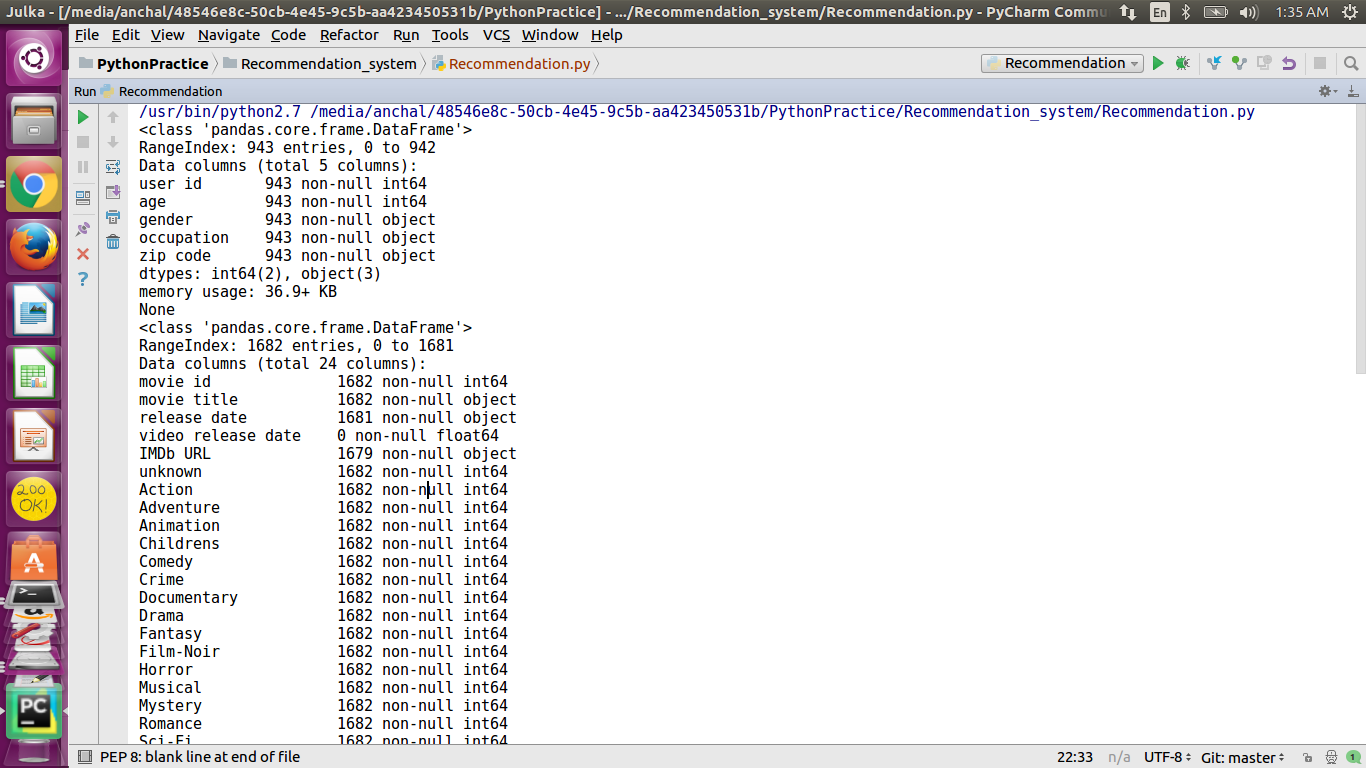 Julka - [/media/anchal/48546e8c-50cb-4e45-9c5b-aa423450531b/PythonPractice] - .../Recommendation_system/Recommendation.py - PyCharm Commu
En
1:35 AM
File Edit View Navigate Code Refactor Run Tools VCS Window Help
PythonPractice Recommendation_system Recommendation.py
Recommendation
Run Recommendation
/usr/bin/python2.7 /media/anchal/48546e8c-50cb-4e45-9c5b-aa423450531b/PythonPractice/Recommendation_system/Recommendation.py
<class 'pandas.core.frame.DataFrame'>
RangeIndex: 943 entries, 0 to 942
Data columns (total 5 columns):
user id 943 non-null int64
age 943 non-null int64
gender 943 non-null object
occupation 943 non-null object
zip code 943 non-null object
dtypes: int64(2), object(3)
memory usage: 36.9+ KB
None
<class 'pandas.core.frame.DataFrame'>
RangeIndex: 1682 entries, 0 to 1681
Data columns (total 24 columns):
movie id 1682 non-null int64
movie title 1682 non-null object
release date 1681 non-null object
video release date 0 non-null float64
IMDb URL 1679 non-null object
unknown 1682 non-null int64
Action 1682 non-null int64
Adventure 1682 non-null int64
Animation 1682 non-null int64
Childrens 1682 non-null int64
Comedy 1682 non-null int64
Crime 1682 non-null int64
Documentary 1682 non-null int64
Drama 1682 non-null int64
Fantasy 1682 non-null int64
Film-Noir 1682 non-null int64
Horror 1682 non-null int64
Musical 1682 non-null int64
Mystery 1682 non-null int64
Romance 1682 non-null int64
Sci-Fi 1682 non-null int64
200
OK!
PC
PEP 8: blank line at end of file
22:33 n/a UTF-8 Git: master 1